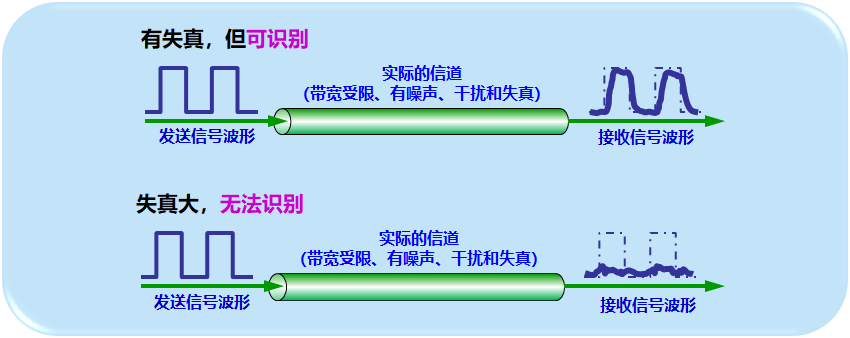 有失真，但可识别
实际的信道
(带宽受限、有噪声、干扰和失真)
发送信号波形
接收信号波形
失真大，无法识别
实际的信道
(带宽受限、有噪声、干扰和失真)
发送信号波形
接收信号波形